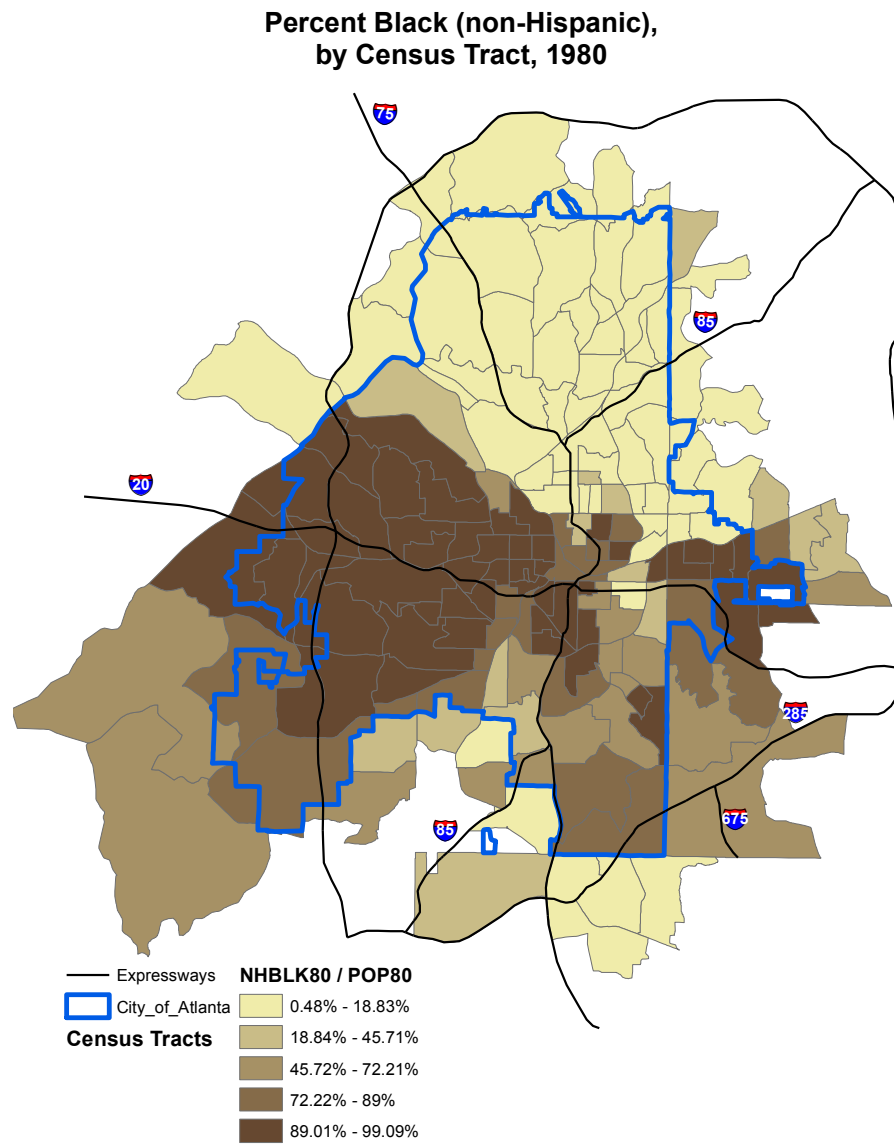 Percent Black (non-Hispanic),
by Census Tract, 1980
75
85
20
285
85
675
Expressways
City_of_Atlanta
Census Tracts
NHBLK80 / POP80
0.48% - 18.83%
18.84% - 45.71%
45.72% - 72.21%
72.22% - 89%
89.01% - 99.09%